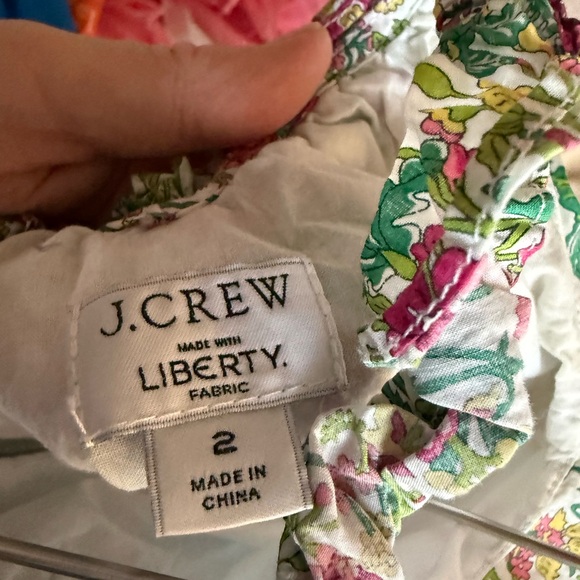 J.CREW
MADE WITH
LIBERTY.
FABRIC
2
MADE IN
CHINA